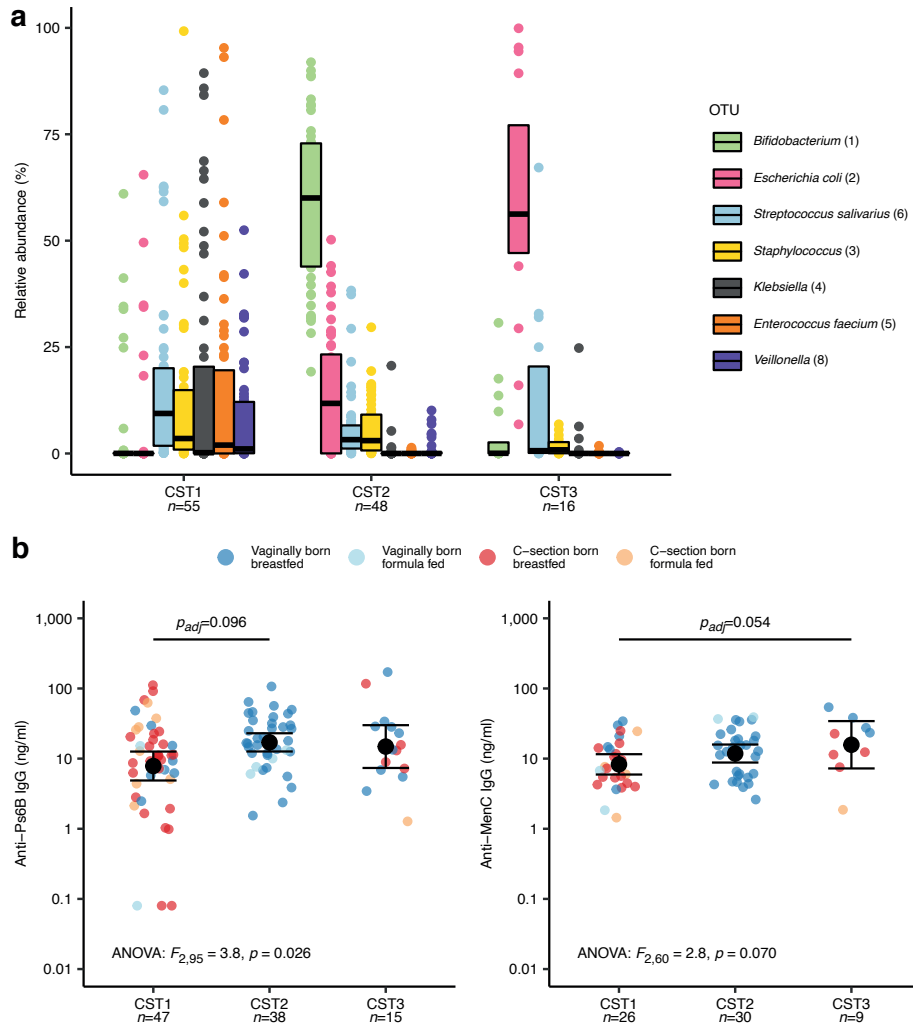 a
100
75
50
25
0
Relative abundance (%)
CST1
n=55
CST2
n=48
CST3
n=16
OTU
Bifidobacterium (1)
Escherichia coli (2)
Streptococcus salivarius (6)
Staphylococcus (3)
Klebsiella (4)
Enterococcus faecium (5)
Veillonella (8)
b
Vaginally born
breastfed
Vaginally born
formula fed
C-section born
breastfed
C-section born
formula fed
Anti–Ps6B IgG (ng/ml)
1,000
100
10
1
0.1
0.01
padj=0.096
ANOVA: F2,95 = 3.8, p = 0.026
CST1
n=47
CST2
n=38
CST3
n=15
Anti–MenC IgG (ng/ml)
1,000
100
10
1
0.1
0.01
padj=0.054
ANOVA: F2,60 = 2.8, p = 0.070
CST1
n=26
CST2
n=30
CST3
n=9